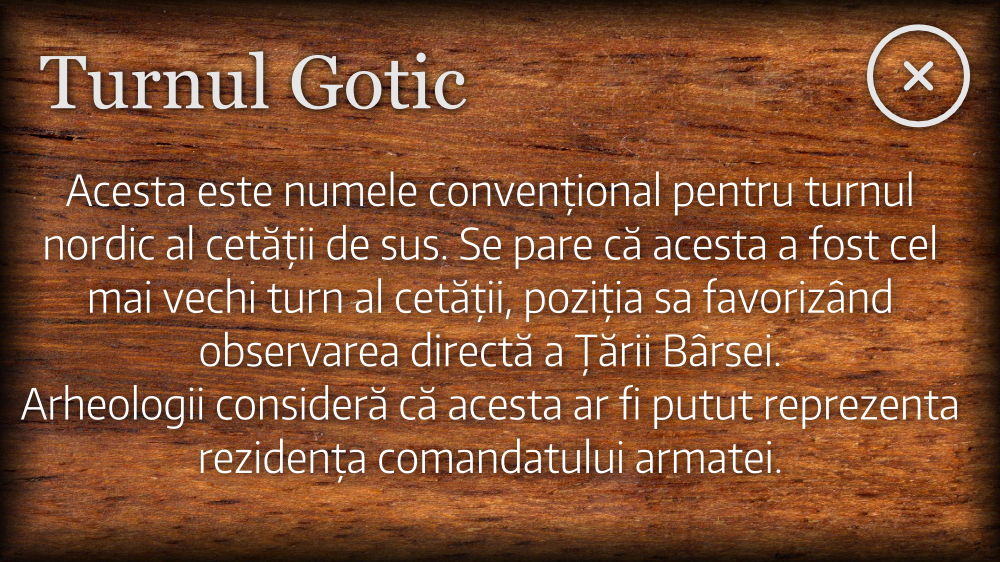 Turnul Gotic
Acesta este numele convențional pentru turnul
nordic al cetății de sus. Se pare că acesta a fost cel
mai vechi turn al cetății, poziția sa favorizând
observarea directă a Țării Bârsei.
Arheologii consideră că acesta ar fi putut reprezenta
rezidența comandatului armatei.